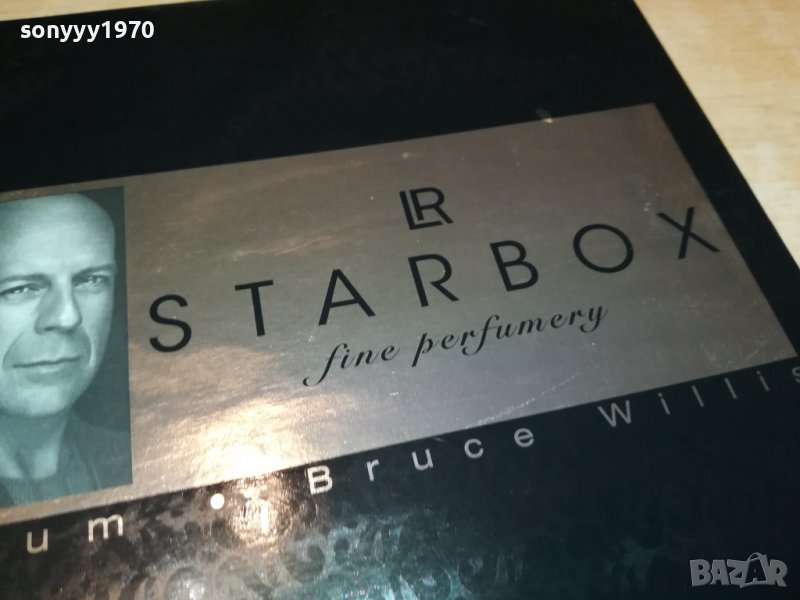 sonyyy1970
LR
STARBOX
fine perfumery
um • Bruce Willis
BAZAR